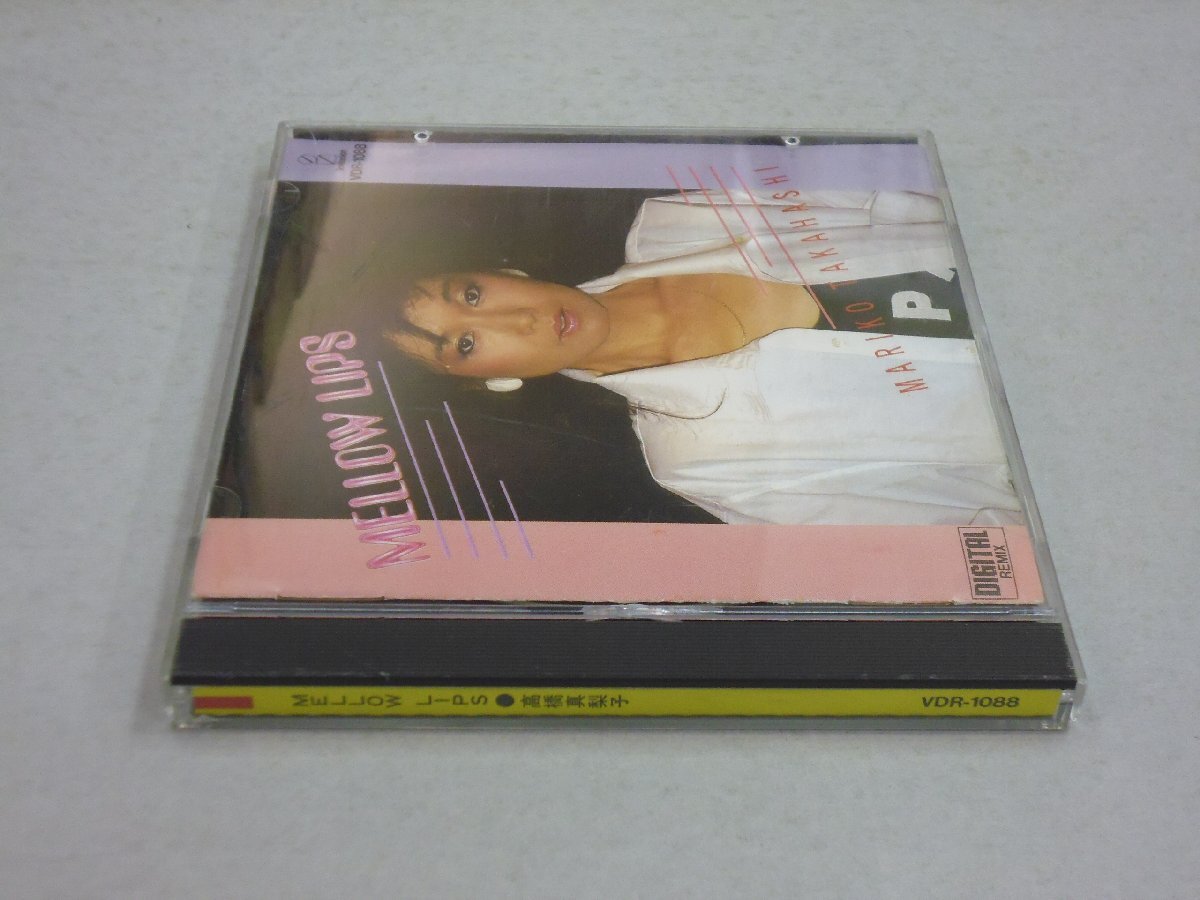 MELLOW LIPS
MARIKO TAKAHASHI
P
VDR-1088
DIGITAL
REMIX
MELLOW LIPS●高橋真梨子
VDR-1088